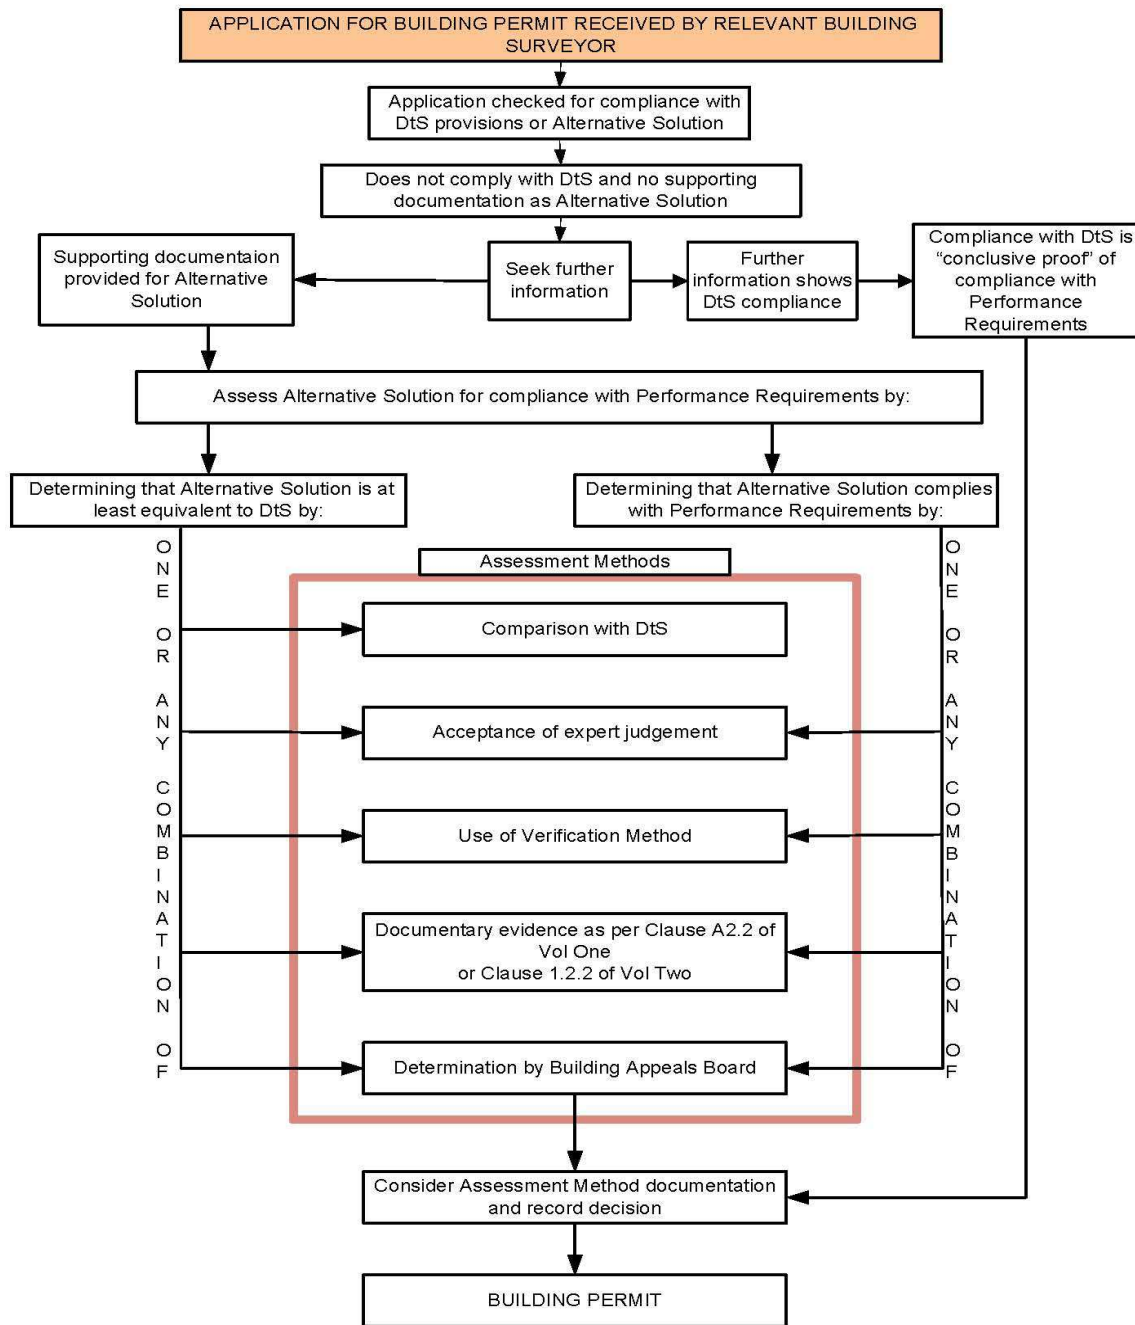 APPLICATION FOR BUILDING PERMIT RECEIVED BY RELEVANT BUILDING
SURVEYOR
Application checked for compliance with
DtS provisions or Alternative Solution
Does not comply with DtS and no supporting
documentation as Alternative Solution
Supporting documentaion
provided for Alternative
Solution
Seek further
information
Further
information shows
DtS compliance
Compliance with DtS is
“conclusive proof” of
compliance with
Performance
Requirements
Assess Alternative Solution for compliance with Performance Requirements by:
Determining that Alternative Solution is at
least equivalent to DtS by:
Determining that Alternative Solution complies
with Performance Requirements by:
ONE OR ANY COMBINATION OF
Assessment Methods
Comparison with DtS
Acceptance of expert judgement
Use of Verification Method
Documentary evidence as per Clause A2.2 of
Vol One
or Clause 1.2.2 of Vol Two
Determination by Building Appeals Board
ONE OR ANY COMBINATION OF
Consider Assessment Method documentation
and record decision
BUILDING PERMIT